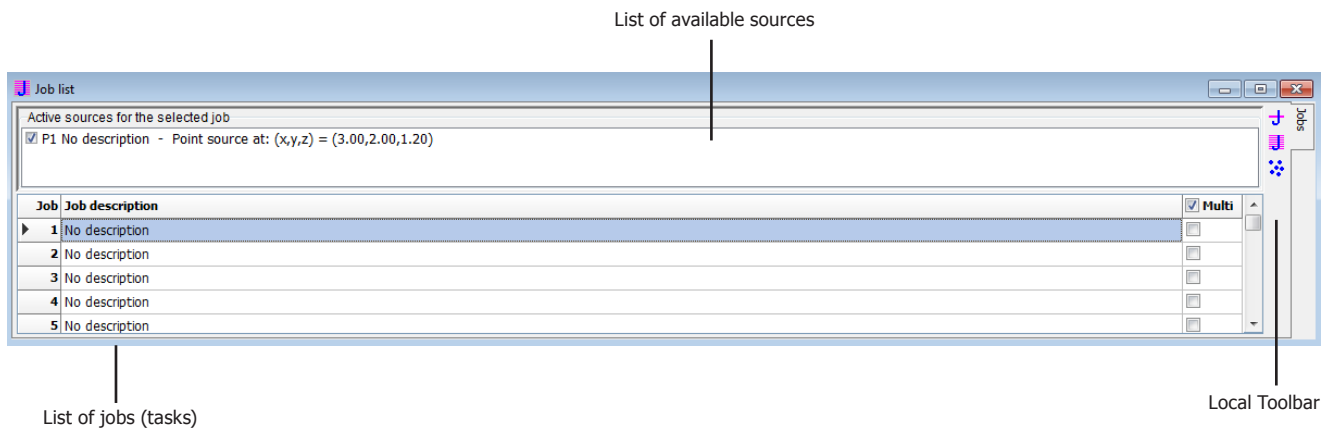 List of available sources
Job list
Active sources for the selected job
P1 No description - Point source at: (x,y,z) = (3.00,2.00,1.20)
Jobs
Job Job description Multi
1 No description
2 No description
3 No description
4 No description
5 No description
List of jobs (tasks)
Local Toolbar